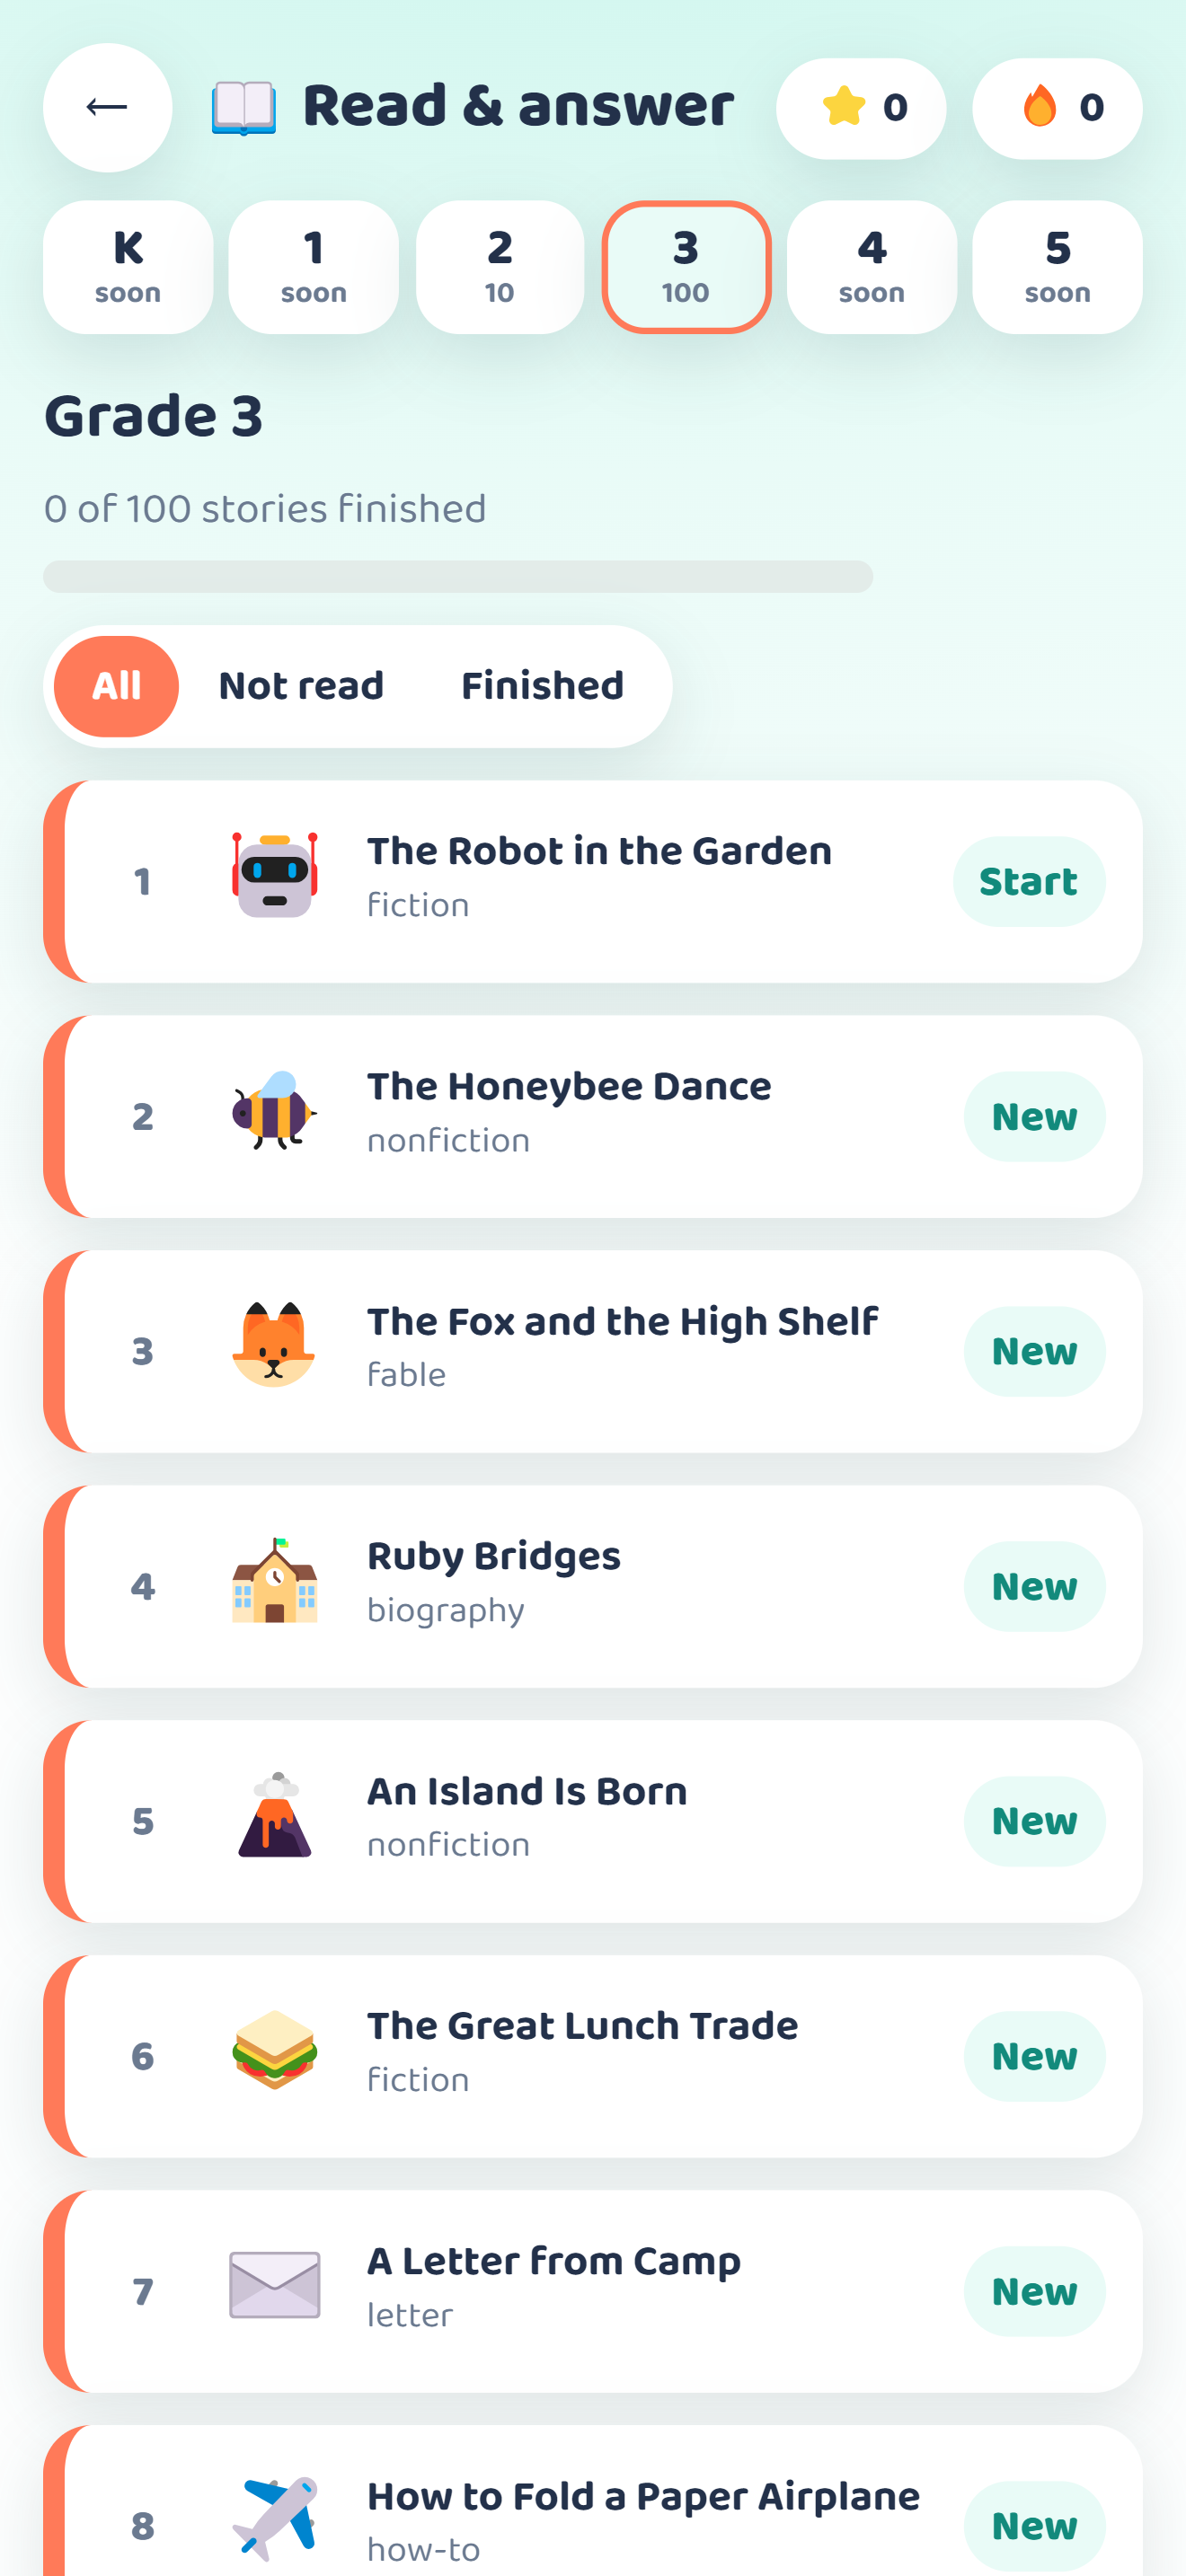 ← Read & answer 0 0
K 1 2 3 4 5
soon soon 10 100 soon soon
Grade 3
0 of 100 stories finished
All Not read Finished
1 The Robot in the Garden Start
fiction
2 The Honeybee Dance New
nonfiction
3 The Fox and the High Shelf New
fable
4 Ruby Bridges New
biography
5 An Island Is Born New
nonfiction
6 The Great Lunch Trade New
fiction
7 A Letter from Camp New
letter
8 How to Fold a Paper Airplane New
how-to